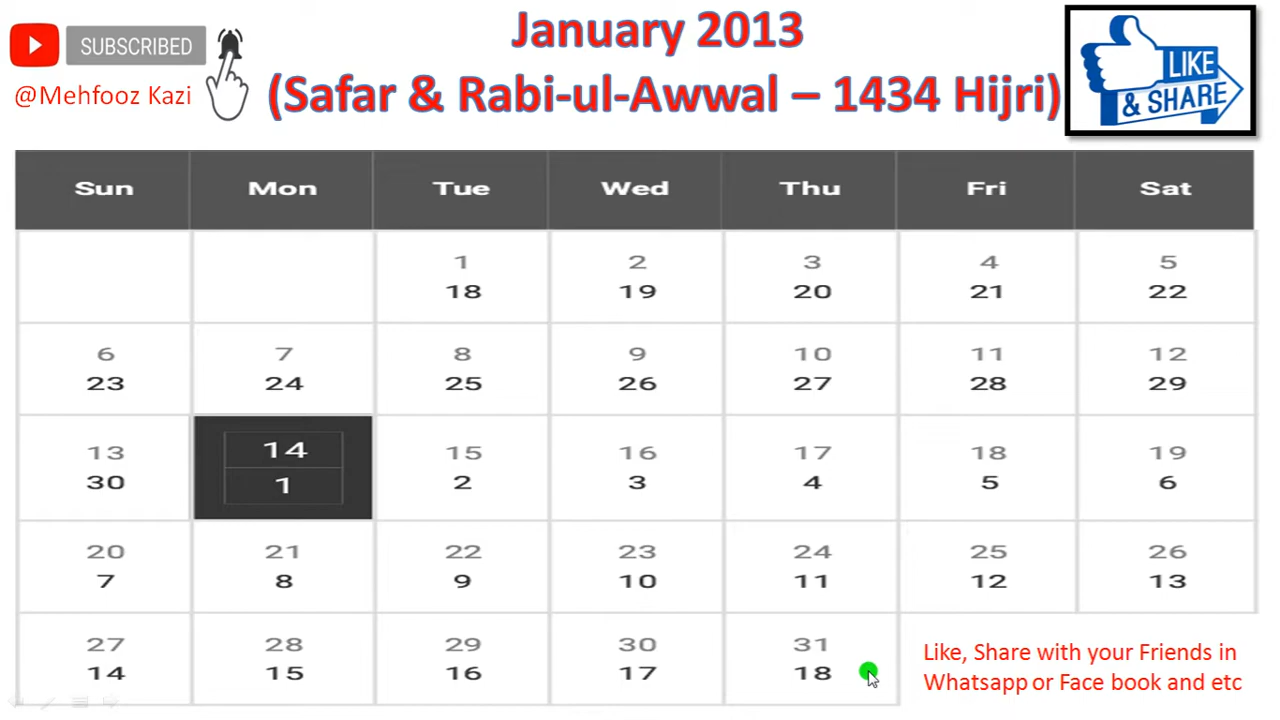 January 2013
SUBSCRIBED
@Mehfooz Kazi
(Safar & Rabi-ul-Awwal – 1434 Hijri)
LIKE
& SHARE
Sun Mon Tue Wed Thu Fri Sat
1 2 3 4 5
18 19 20 21 22
6 7 8 9 10 11 12
23 24 25 26 27 28 29
13 14 15 16 17 18 19
30 1 2 3 4 5 6
20 21 22 23 24 25 26
7 8 9 10 11 12 13
27 28 29 30 31
14 15 16 17 18
Like, Share with your Friends in
Whatsapp or Face book and etc